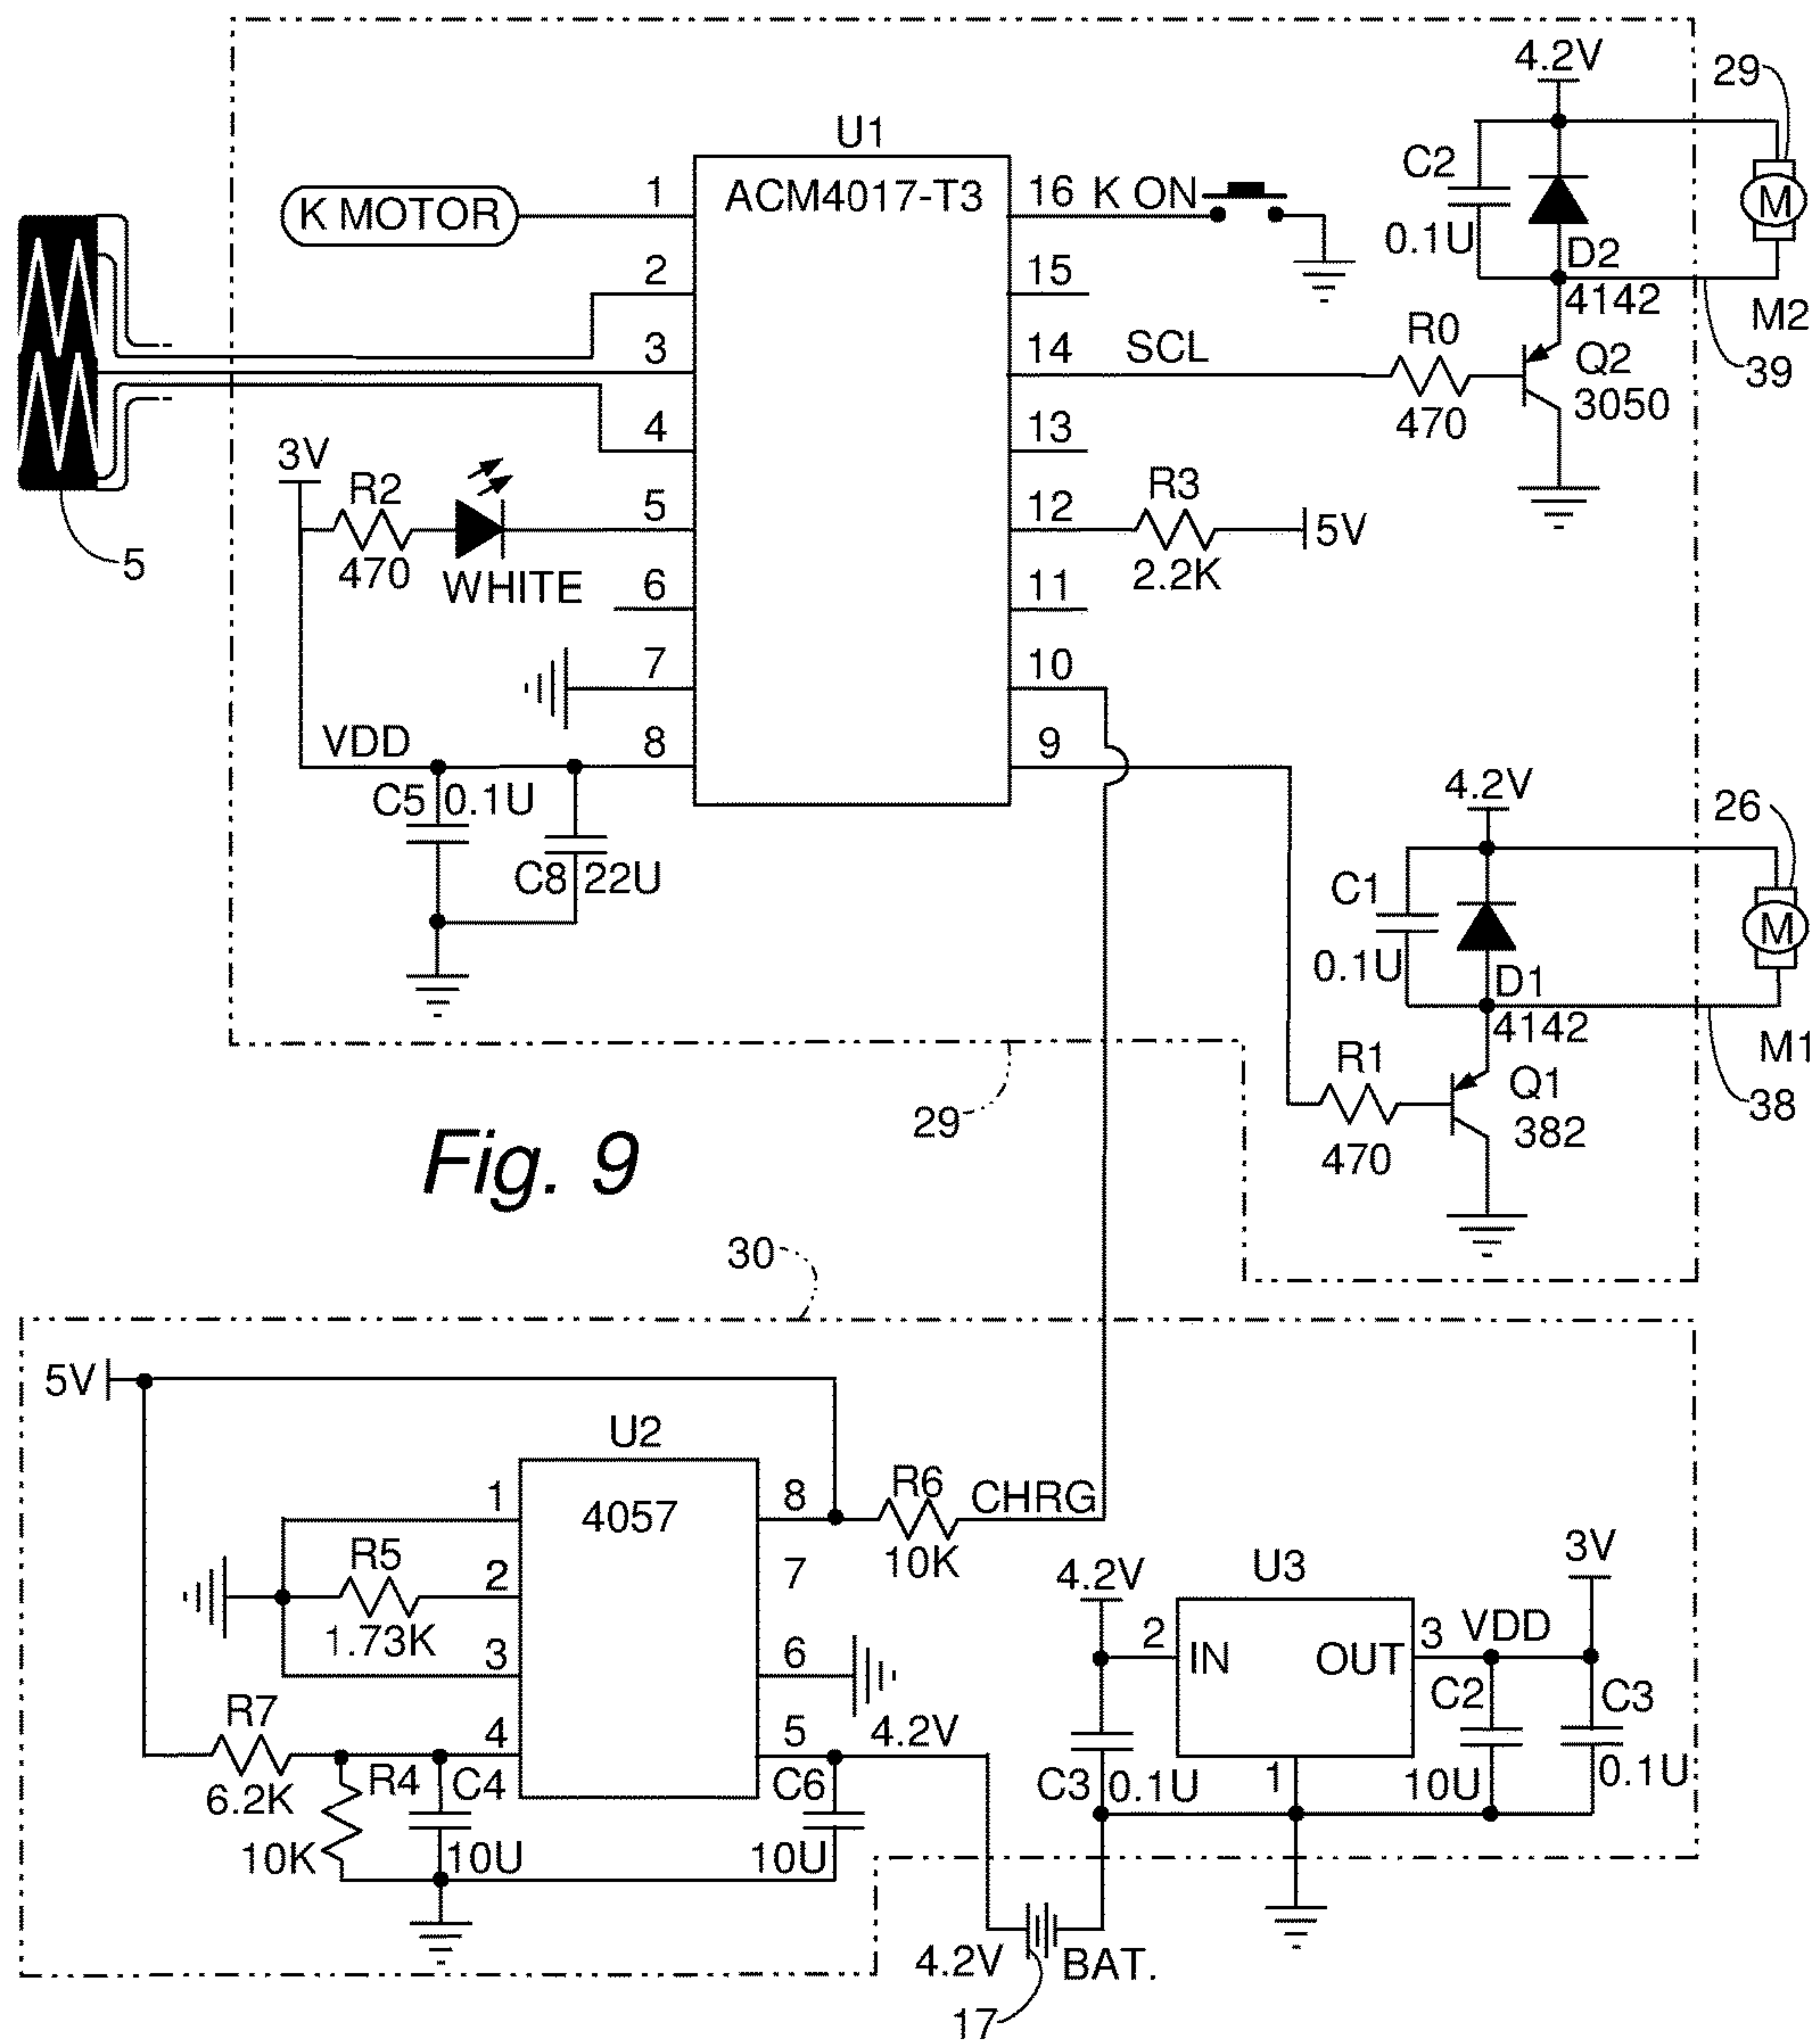 4.2V
29
U1
C2
M
ACM4017-T3
K MOTOR
1
16 K ON
0.1U
D2
4142
2
15
M2
R0
3
14 SCL
Q2
39
470
3050
4
13
3V
R2
R3
5
12
5V
5
470
WHITE
2.2K
6
11
7
10
VDD
8
9
C5 0.1U
4.2V
26
C8 22U
C1
M
0.1U
D1
4142
M1
R1
Q1
29
38
470
382
Fig. 9
30
5V
U2
R6
1
4057
8
CHRG
R5
10K
3V
2
7
4.2V
U3
1.73K
3
6
2
IN
OUT
3
VDD
R7
4
5
4.2V
C2
C3
6.2K
R4
C4
C6
C3
0.1U
1
10U
0.1U
10K
10U
10U
4.2V
BAT.
17